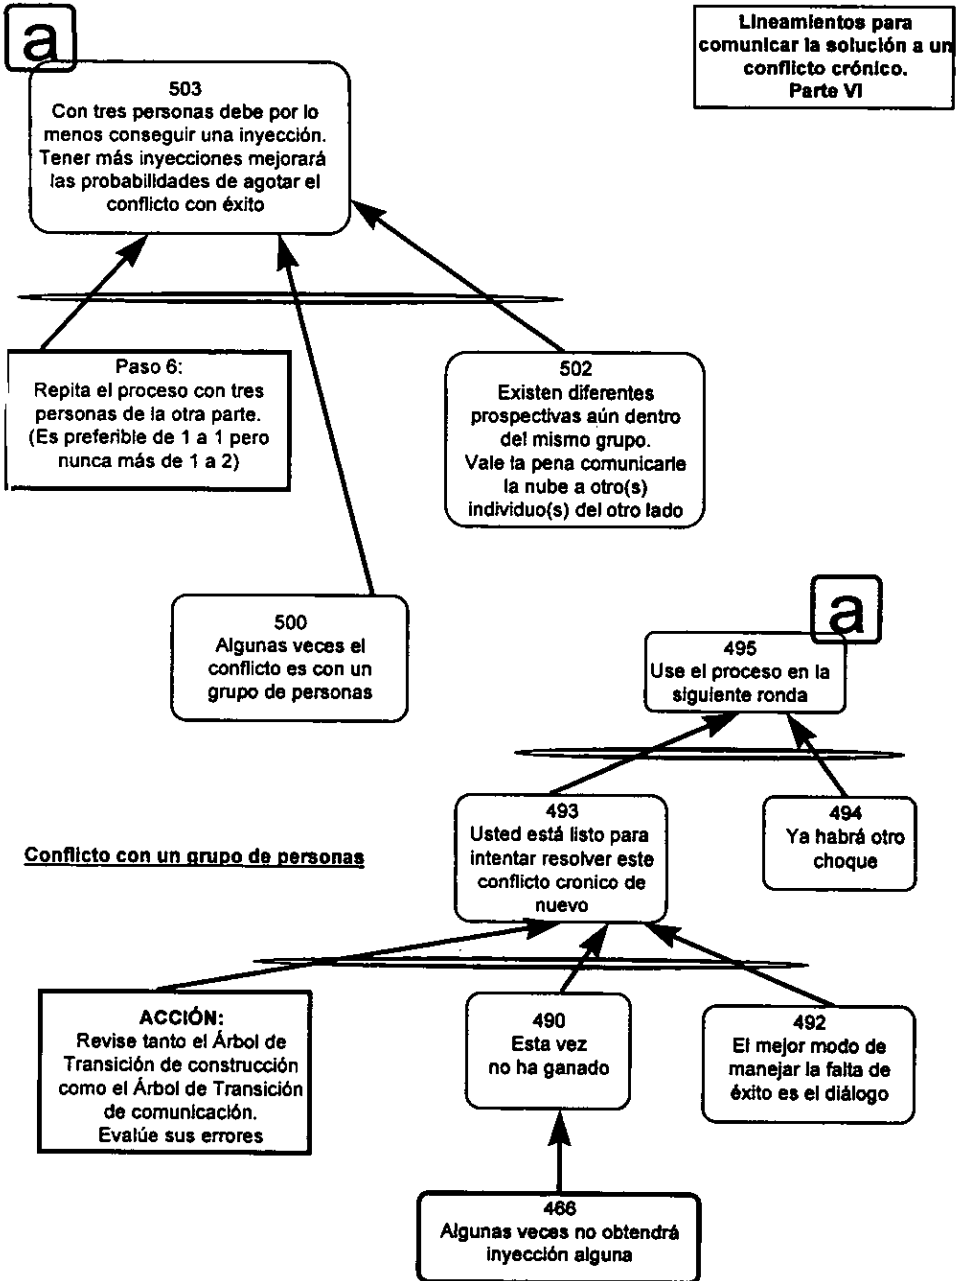 a
Lineamientos para
comunicar la solución a un
conflicto crónico.
Parte VI
503
Con tres personas debe por lo
menos conseguir una inyección.
Tener más inyecciones mejorará
las probabilidades de agotar el
conflicto con éxito
Paso 6:
Repita el proceso con tres
personas de la otra parte.
(Es preferible de 1 a 1 pero
nunca más de 1 a 2)
502
Existen diferentes
prospectivas aún dentro
del mismo grupo.
Vale la pena comunicarle
la nube a otro(s)
individuo(s) del otro lado
500
Algunas veces el
conflicto es con un
grupo de personas
a
495
Use el proceso en la
siguiente ronda
493
Usted está listo para
intentar resolver este
conflicto cronico de
nuevo
494
Ya habrá otro
choque
Conflicto con un grupo de personas
ACCIÓN:
Revise tanto el Árbol de
Transición de construcción
como el Árbol de Transición
de comunicación.
Evalúe sus errores
490
Esta vez
no ha ganado
492
El mejor modo de
manejar la falta de
éxito es el diálogo
466
Algunas veces no obtendrá
inyección alguna